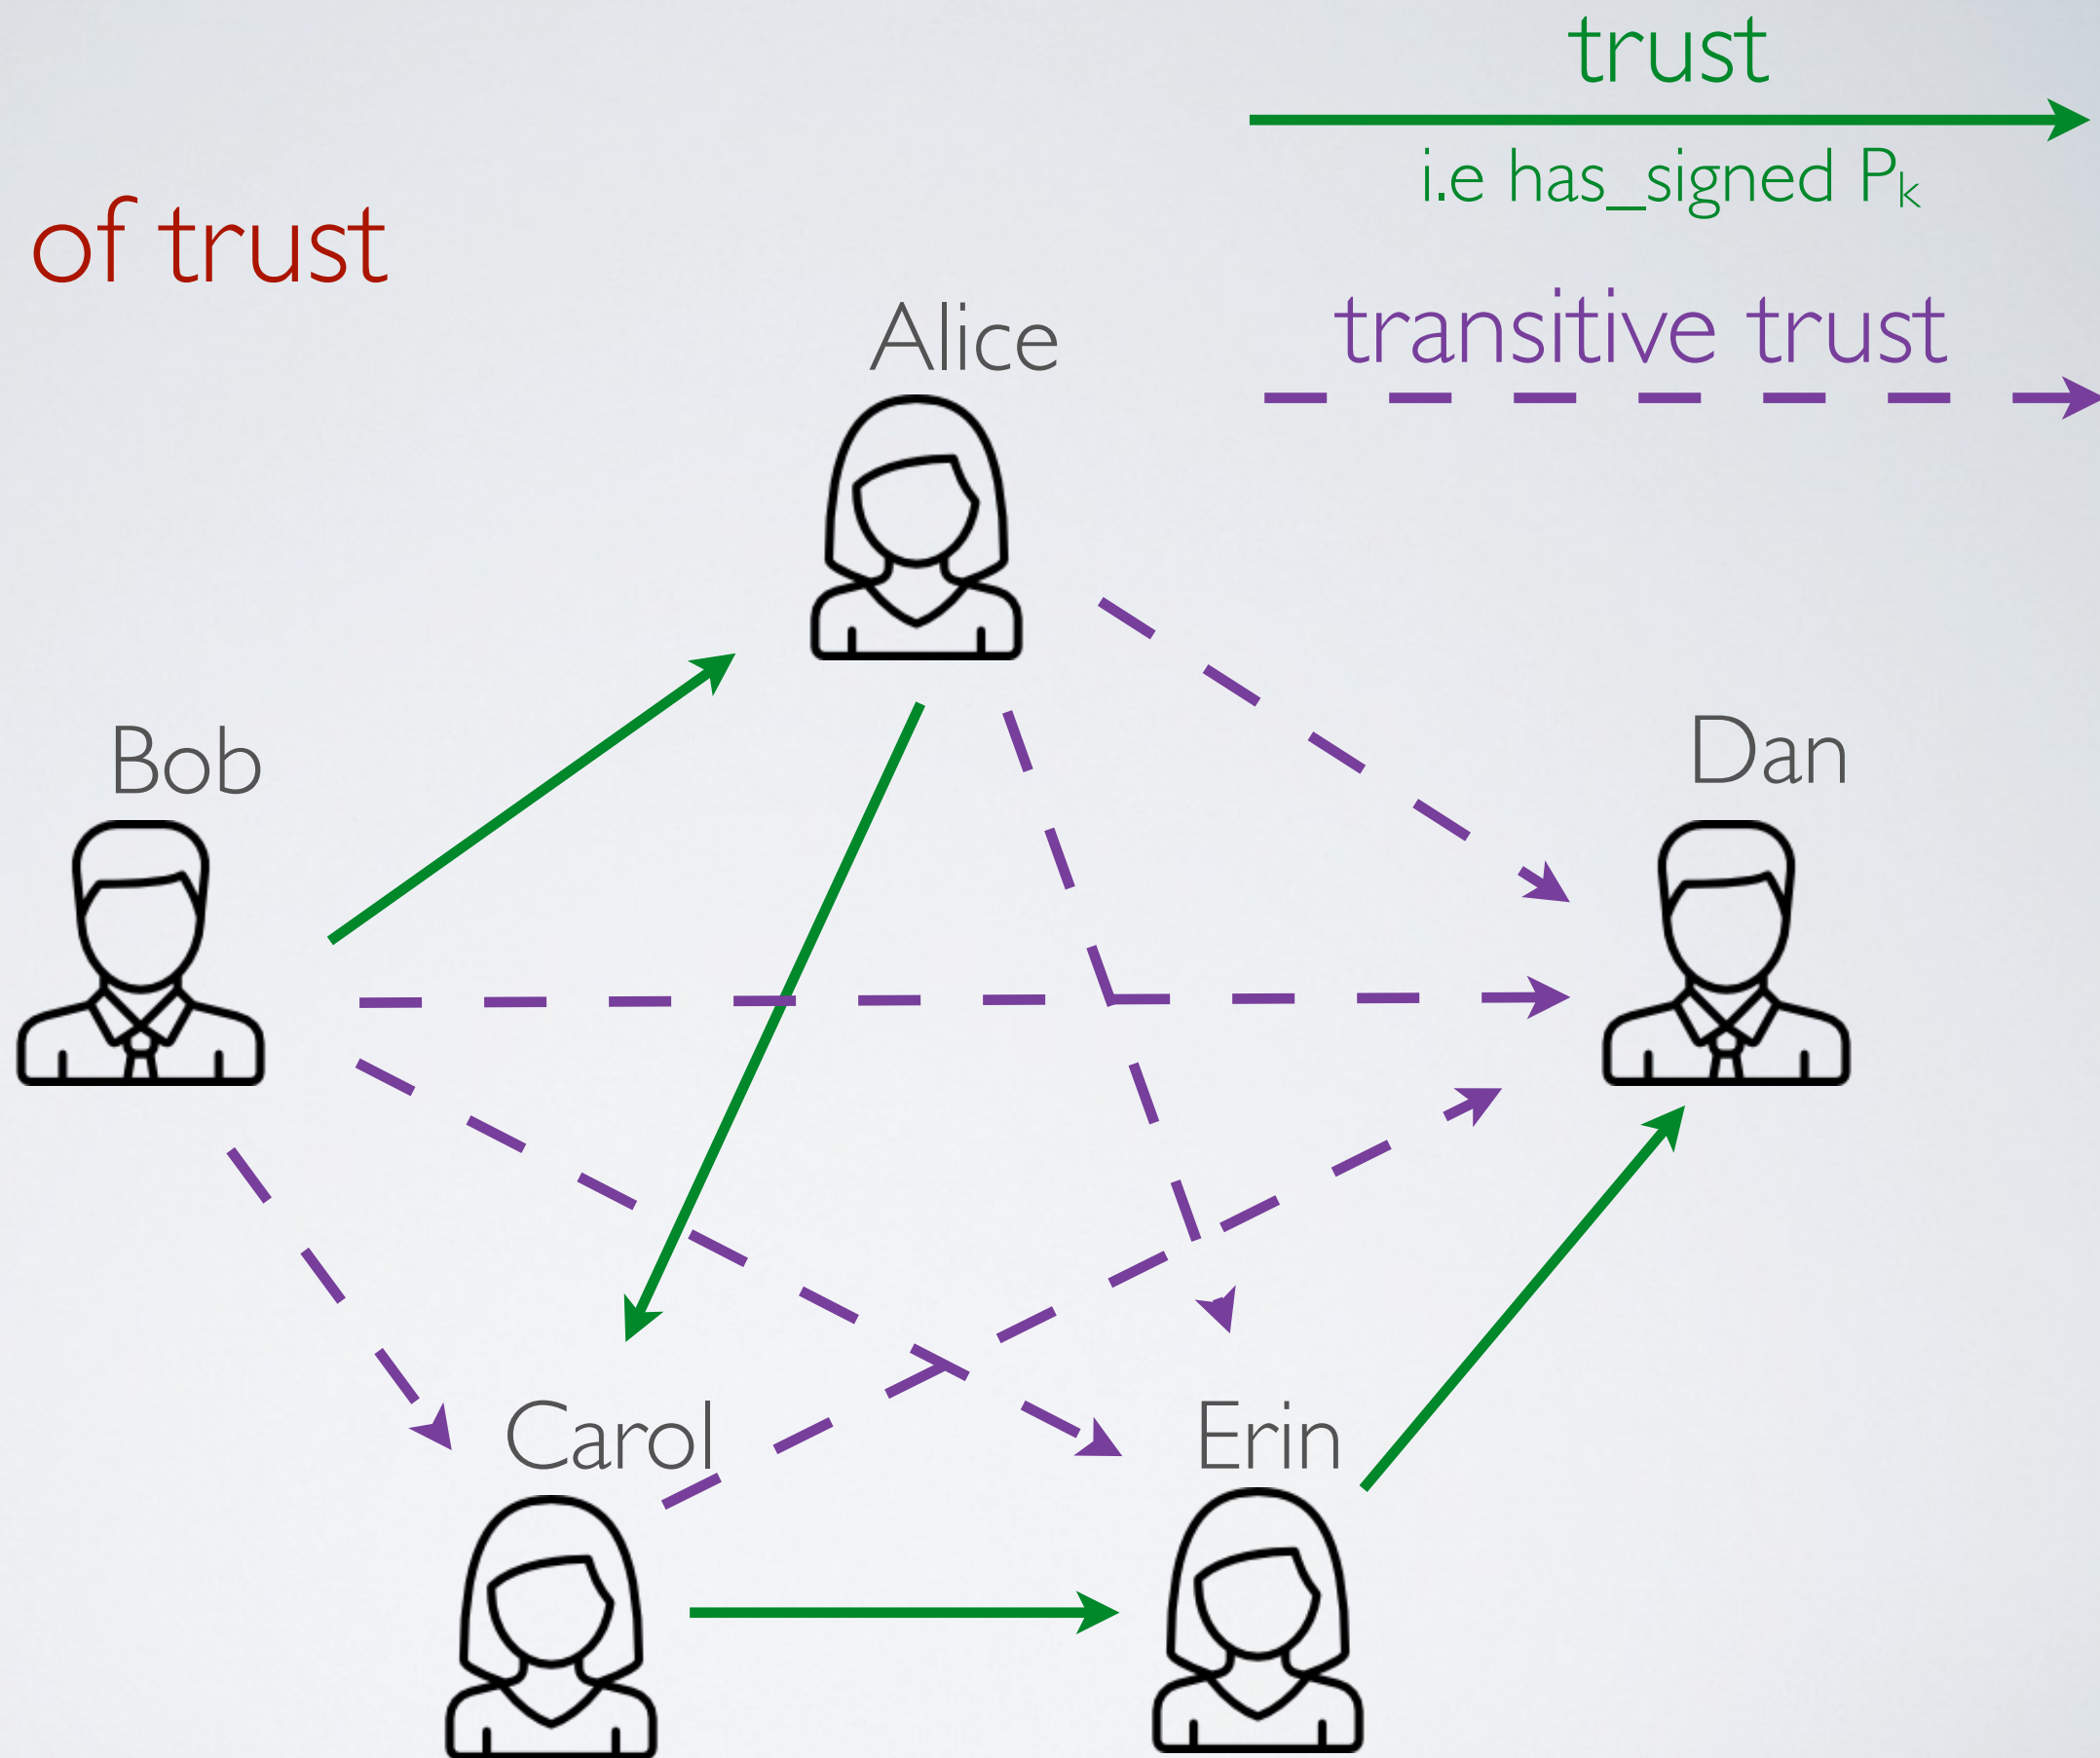 trust
i.e has_signed Pk
of trust
transitive trust
Alice
Bob
Dan
Carol
Erin